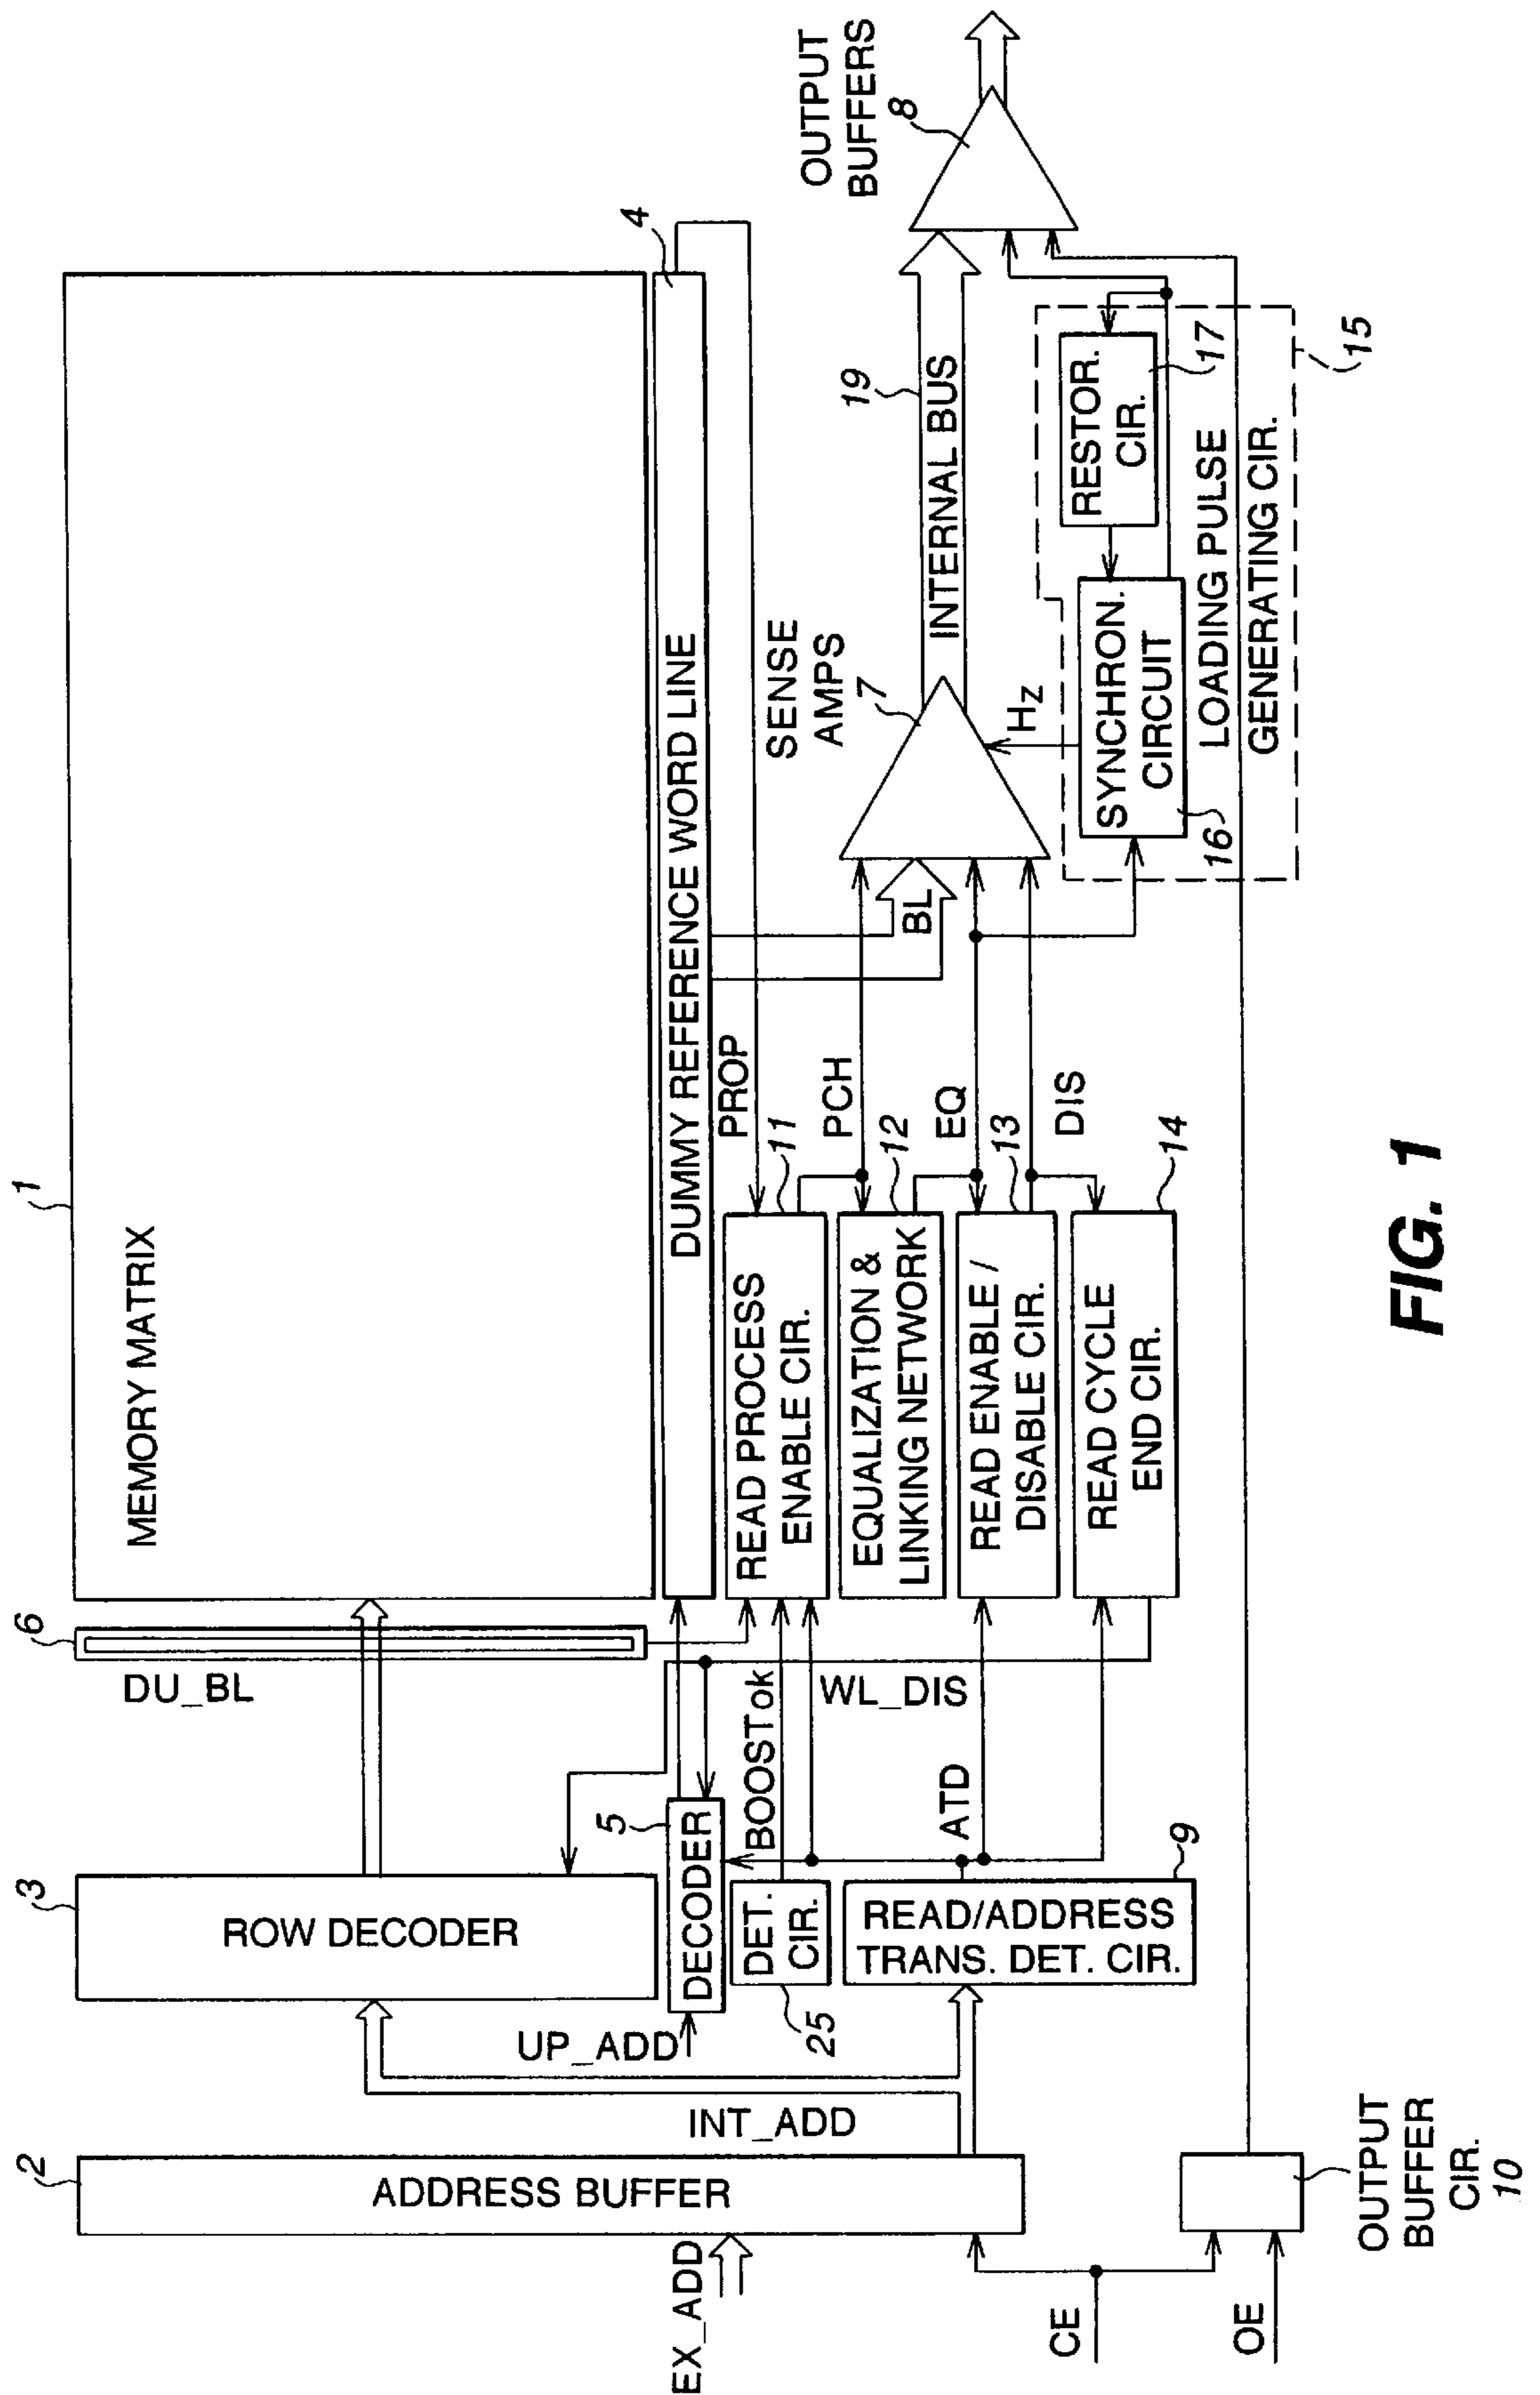 1
MEMORY MATRIX
6
DU_BL
3
ROW DECODER
2
ADDRESS BUFFER
EX_ADD
INT_ADD
UP_ADD
5
DECODER
4
DUMMY REFERENCE WORD LINE
PROP
11
READ PROCESS
ENABLE CIR.
BOOSTok
DET.
CIR.
25
WL_DIS
ATD
9
READ/ADDRESS
TRANS. DET. CIR.
PCH
12
EQUALIZATION &
LINKING NETWORK
EQ
13
READ ENABLE /
DISABLE CIR.
DIS
14
READ CYCLE
END CIR.
SENSE
AMPS
7
BL
Hz
19
INTERNAL BUS
OUTPUT
BUFFERS
8
RESTOR.
CIR.
17
SYNCHRON.
CIRCUIT
16
LOADING PULSE
GENERATING CIR.
15
CE
OE
OUTPUT
BUFFER
CIR.
10
FIG. 1